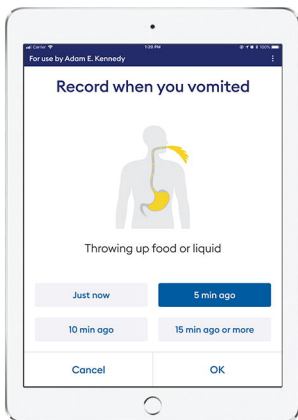 Carrier 1:20 PM 100%
For use by Adam E. Kennedy
Record when you vomited
Throwing up food or liquid
Just now 5 min ago
10 min ago 15 min ago or more
Cancel OK